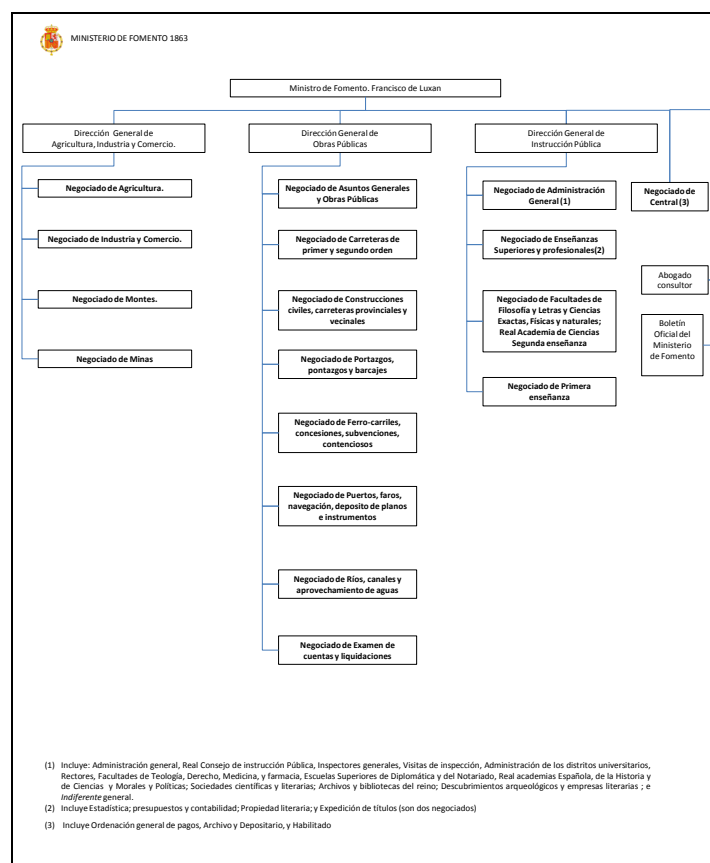 MINISTERIO DE FOMENTO 1863
Ministro de Fomento. Francisco de Luxan
Dirección General de
Agricultura, Industria y Comercio.
Negociado de Agricultura.
Negociado de Industria y Comercio.
Negociado de Montes.
Negociado de Minas
Dirección General de
Obras Públicas
Negociado de Asuntos Generales
y Obras Públicas
Negociado de Carreteras de
primer y segundo orden
Negociado de Construcciones
civiles, carreteras provinciales y
vecinales
Negociado de Portazgos,
pontazgos y barcajes
Negociado de Ferro-carriles,
concesiones, subvenciones,
contenciosos
Negociado de Puertos, faros,
navegación, deposito de planos
e instrumentos
Negociado de Ríos, canales y
aprovechamiento de aguas
Negociado de Examen de
cuentas y liquidaciones
Dirección General de
Instrucción Pública
Negociado de Administración
General (1)
Negociado de Enseñanzas
Superiores y profesionales(2)
Negociado de Facultades de
Filosofía y Letras y Ciencias
Exactas, Físicas y naturales;
Real Academia de Ciencias
Segunda enseñanza
Negociado de Primera
enseñanza
Negociado de
Central (3)
Abogado
consultor
Boletín
Oficial del
Ministerio
de Fomento
(1) Incluye: Administración general, Real Consejo de instrucción Pública, Inspectores generales, Visitas de inspección, Administración de los distritos universitarios,
Rectores, Facultades de Teología, Derecho, Medicina, y farmacia, Escuelas Superiores de Diplomática y del Notariado, Real academias Española, de la Historia y
de Ciencias y Morales y Políticas; Sociedades científicas y literarias; Archivos y bibliotecas del reino; Descubrimientos arqueológicos y empresas literarias ; e
Indiferente general.
(2) Incluye Estadística; presupuestos y contabilidad; Propiedad literaria; y Expedición de títulos (son dos negociados)
(3) Incluye Ordenación general de pagos, Archivo y Depositario, y Habilitado